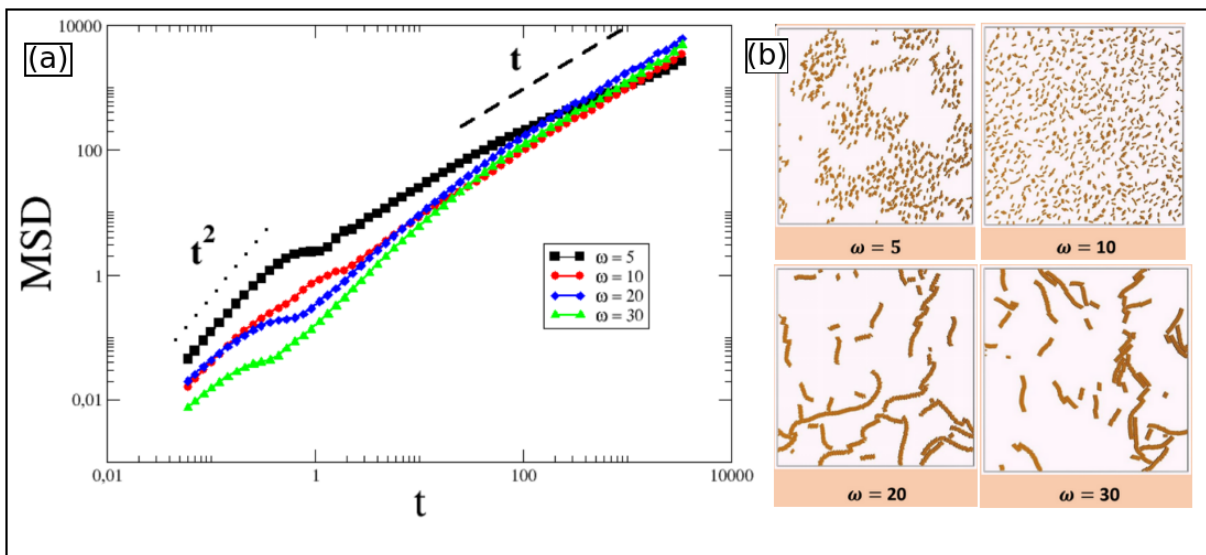 (a)
10000
100
1
0,01
MSD
t²
t
ω = 5
ω = 10
ω = 20
ω = 30
0,01
1
100
10000
t
(b)
ω = 5
ω = 10
ω = 20
ω = 30